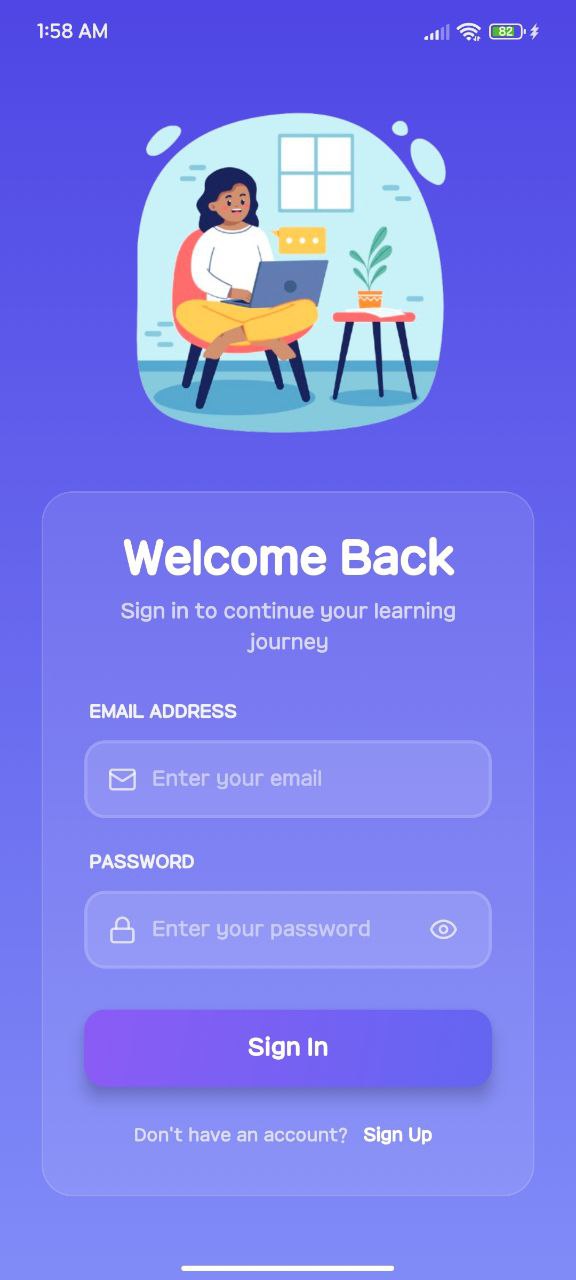 1:58 AM
82
Welcome Back
Sign in to continue your learning
journey
EMAIL ADDRESS
Enter your email
PASSWORD
Enter your password
Sign In
Don't have an account? Sign Up